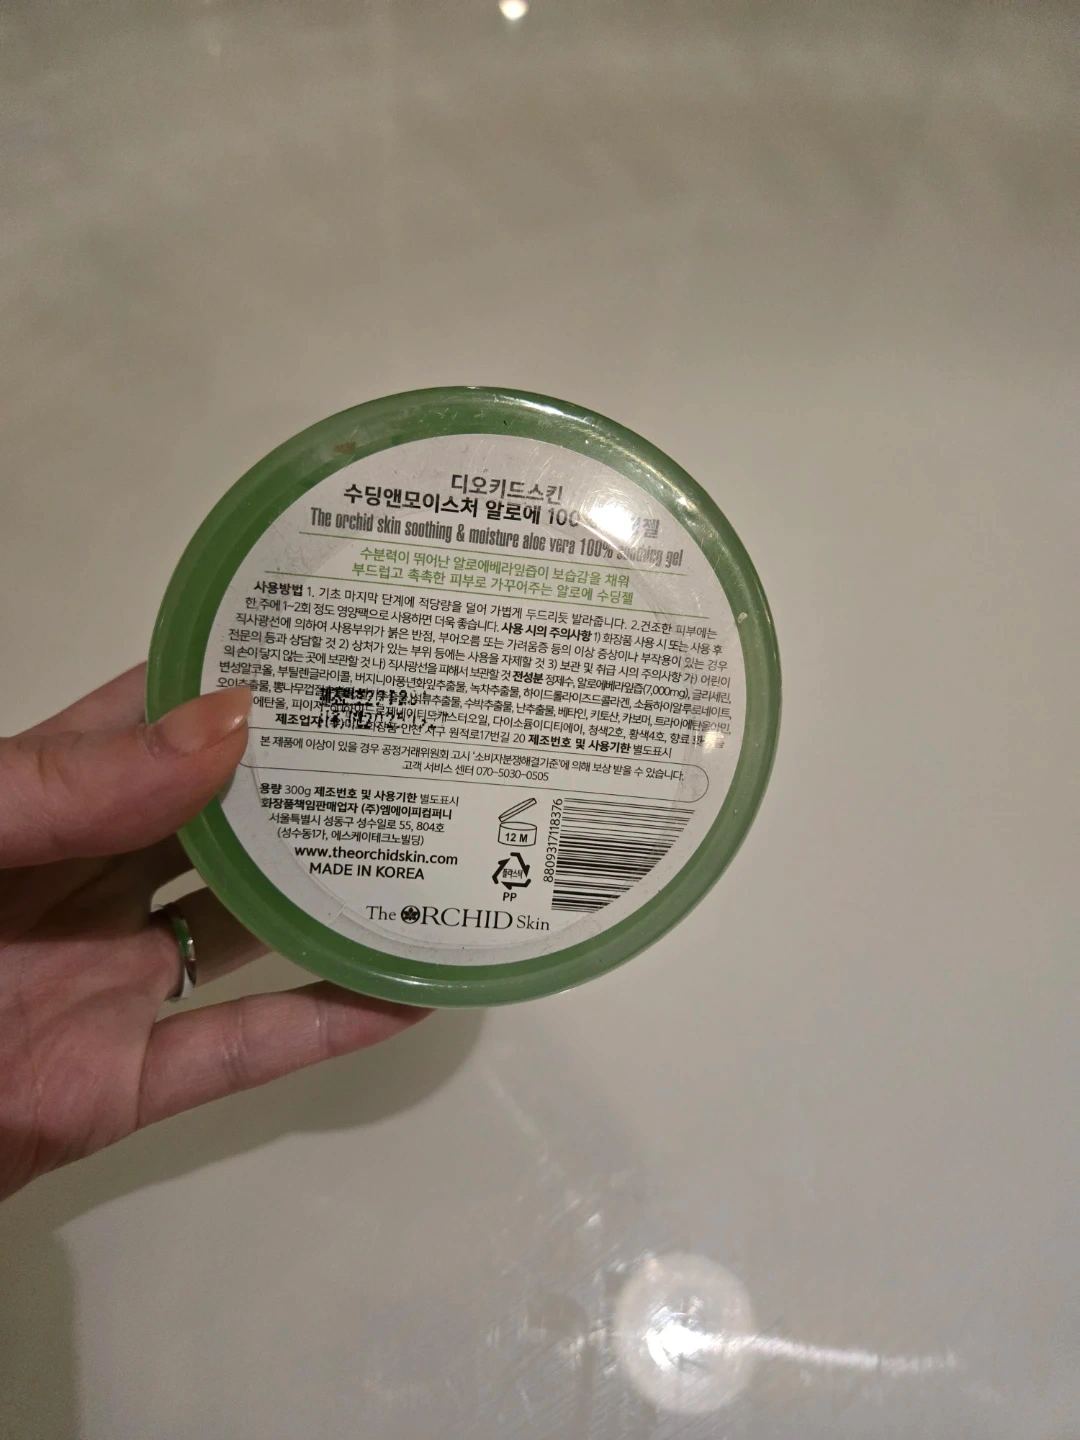 디오키드스킨
수딩앤모이스처 알로에 100 젤
The orchid skin soothing & moisture aloe vera 100% soothing gel
수분력이 뛰어난 알로에베라잎즙이 보습감을 채워
부드럽고 촉촉한 피부로 가꾸어주는 알로에 수딩젤
사용방법 1. 기초 마지막 단계에 적당량을 덜어 가볍게 두드리듯 발라줍니다. 2.건조한 피부에는
한 주에 1~2회 정도 영양팩으로 사용하면 더욱 좋습니다. 사용 시의 주의사항 1) 화장품 사용 시 또는 사용 후
직사광선에 의하여 사용부위가 붉은 반점, 부어오름 또는 가려움증 등의 이상 증상이나 부작용이 있는 경우
전문의 등과 상담할 것 2) 상처가 있는 부위 등에는 사용을 자제할 것 3) 보관 및 취급 시의 주의사항 가) 어린이
의 손이 닿지 않는 곳에 보관할 것 나) 직사광선을 피해서 보관할 것 전성분 정제수, 알로에베라잎즙(7,000mg), 글리세린,
변성알코올, 부틸렌글라이콜, 버지니아풍년화잎추출물, 녹차추출물, 하이드롤라이즈드콜라겐, 소듐하이알루로네이트,
오이추출물, 수박추출물, 난추출물, 베타인, 키토산, 카보머, 트라이에탄올아민,
에탄올, 다이소듐이디티에이, 청색2호, 황색4호, 향료
제조업자 인천 서구 원적로17번길 20 제조번호 및 사용기한 별도표시
본 제품에 이상이 있을 경우 공정거래위원회 고시 '소비자분쟁해결기준'에 의해 보상 받을 수 있습니다.
고객 서비스 센터 070-5030-0505
용량 300g 제조번호 및 사용기한 별도표시
화장품책임판매업자 (주)엠에이피컴퍼니
서울특별시 성동구 성수일로 55, 804호
(성수동1가, 에스케이테크노빌딩)
www.theorchidskin.com
MADE IN KOREA
12 M
플라스틱
PP
8809317118376
The ORCHID Skin